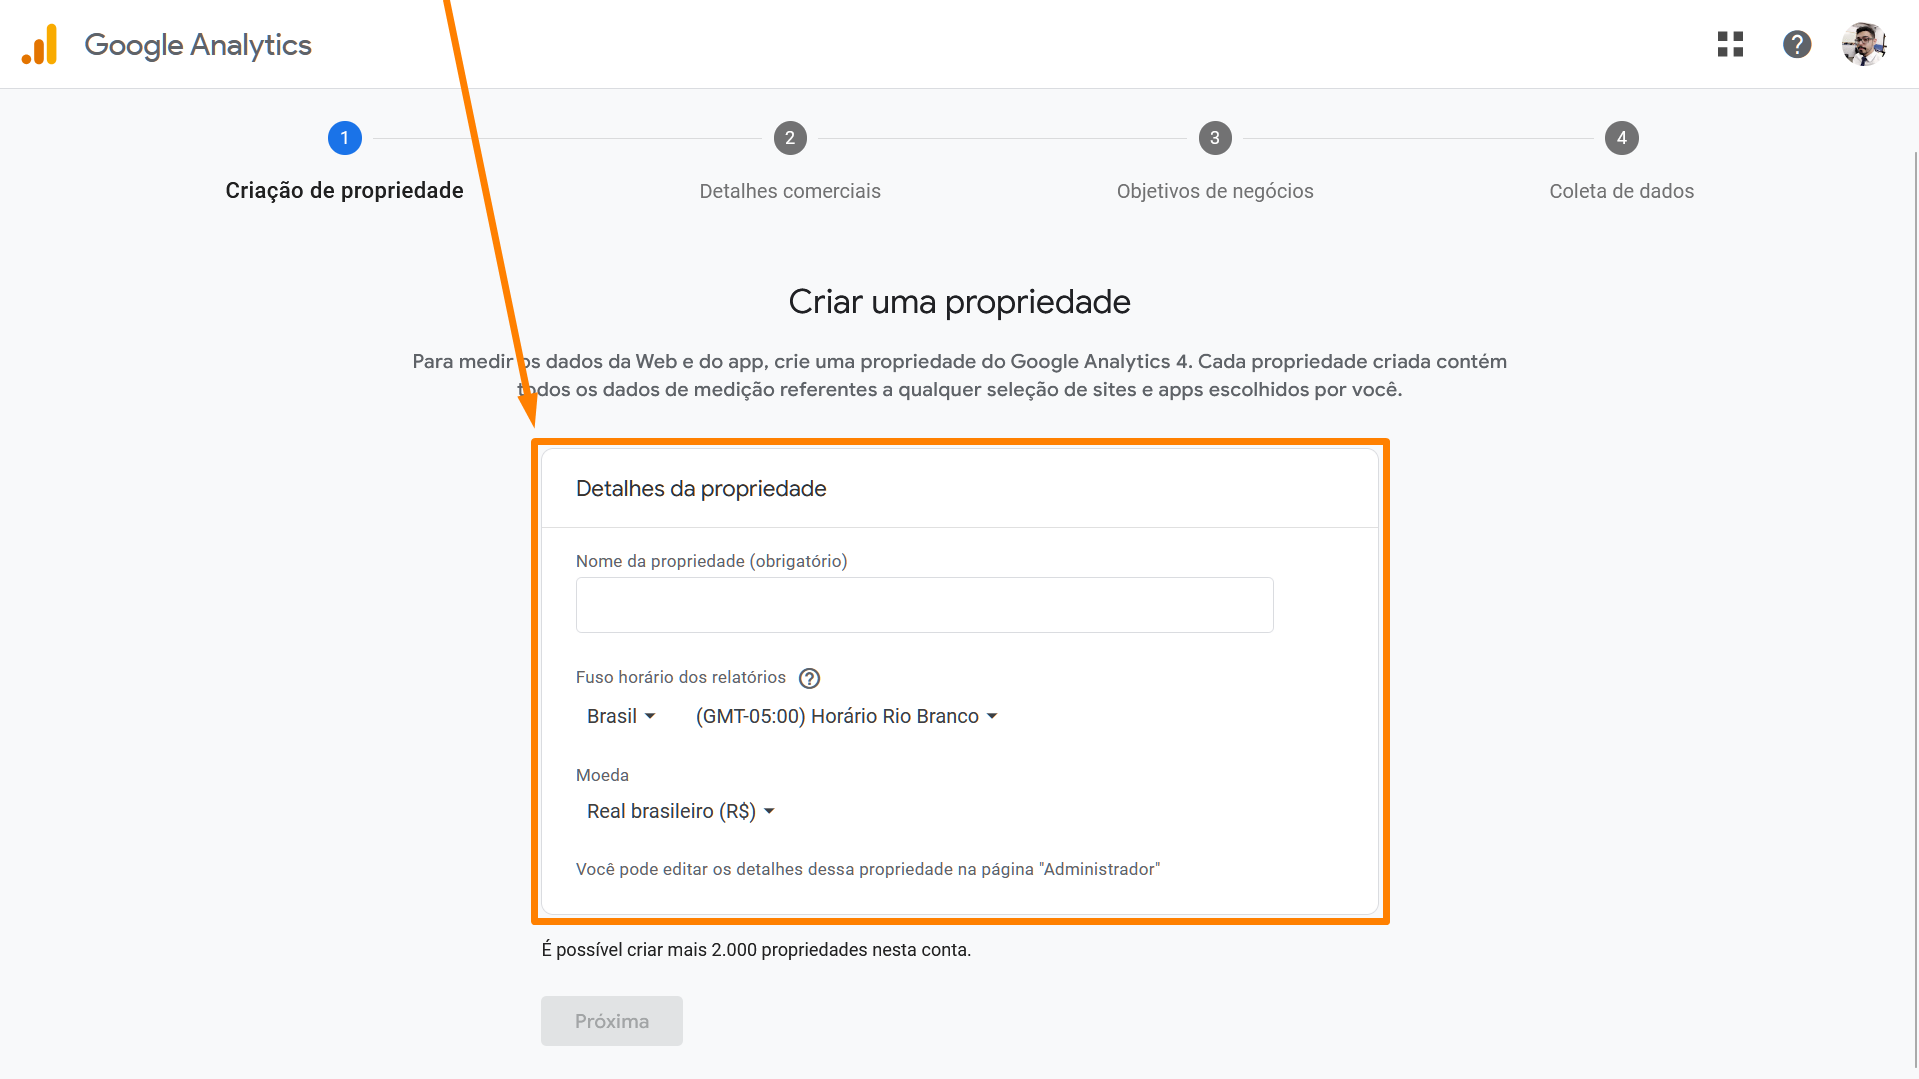 Google Analytics
1
2
3
4
Criação de propriedade
Detalhes comerciais
Objetivos de negócios
Coleta de dados
Criar uma propriedade
Para medir os dados da Web e do app, crie uma propriedade do Google Analytics 4. Cada propriedade criada contém
todos os dados de medição referentes a qualquer seleção de sites e apps escolhidos por você.
Detalhes da propriedade
Nome da propriedade (obrigatório)
Fuso horário dos relatórios ?
Brasil (GMT-05:00) Horário Rio Branco
Moeda
Real brasileiro (R$)
Você pode editar os detalhes dessa propriedade na página "Administrador"
É possível criar mais 2.000 propriedades nesta conta.
Próxima